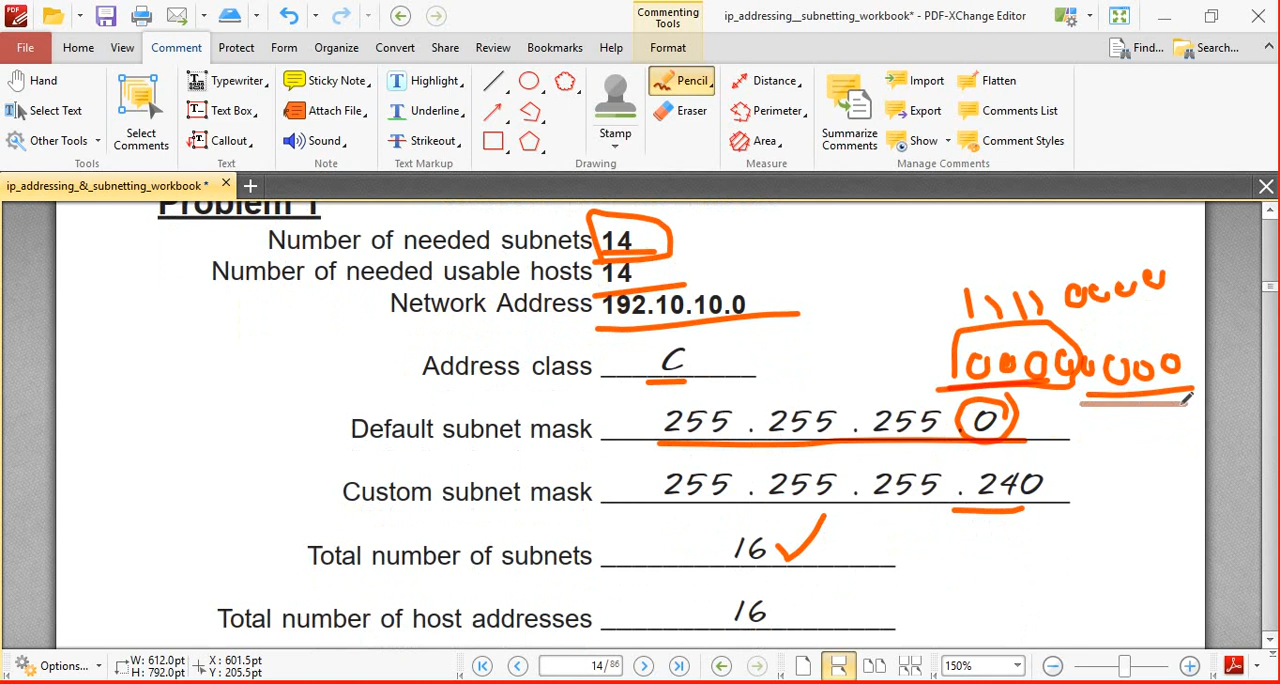 Commenting Tools
ip_addressing__subnetting_workbook* - PDF-XChange Editor
File Home View Comment Protect Form Organize Convert Share Review Bookmarks Help Format Find... Search...
Hand Typewriter Sticky Note Highlight Pencil Distance Import Flatten
Select Text Text Box Attach File Underline Eraser Perimeter Export Comments List
Other Tools Select Comments Callout Sound Strikeout Stamp Area Summarize Comments Show Comment Styles
Tools Text Note Text Markup Drawing Measure Manage Comments
ip_addressing_&_subnetting_workbook *
Problem 1
Number of needed subnets 14
Number of needed usable hosts 14
Network Address 192.10.10.0
1111 0000
Address class C
Default subnet mask 255 . 255 . 255 . 0
Custom subnet mask 255 . 255 . 255 . 240
Total number of subnets 16
Total number of host addresses 16
Options... W: 612.0pt H: 792.0pt X: 601.5pt Y: 205.5pt 14 / 86 150%